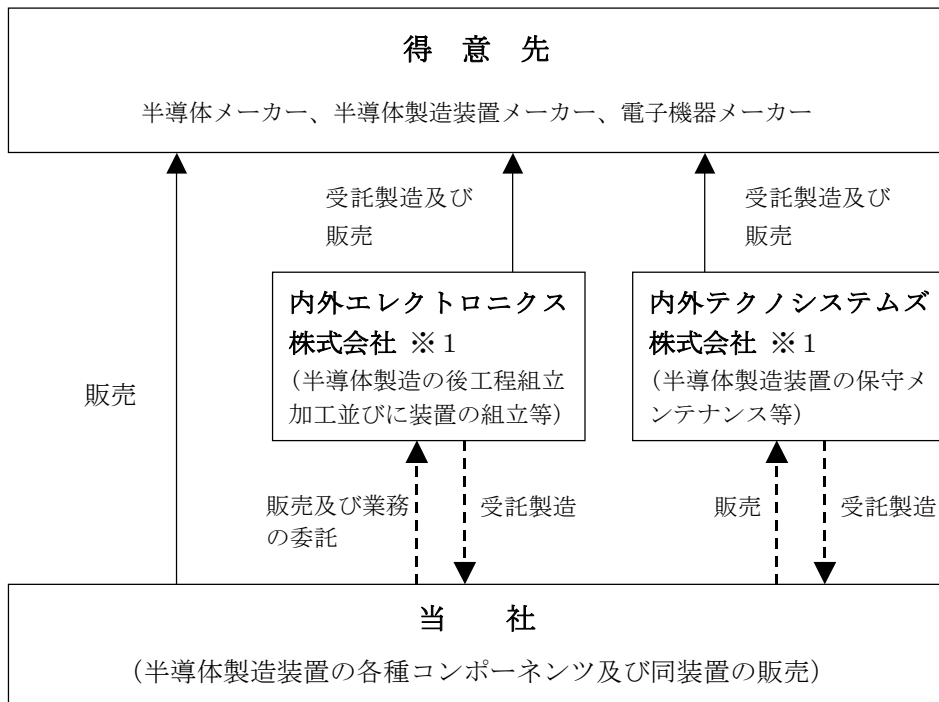 得 意 先
半導体メーカー、半導体製造装置メーカー、電子機器メーカー
受託製造及び
販売
受託製造及び
販売
内外エレクトロニクス
株式会社 ※１
（半導体製造の後工程組立
加工並びに装置の組立等）
内外テクノシステムズ
株式会社 ※１
（半導体製造装置の保守メ
ンテナンス等）
販売
販売及び業務
の委託
受託製造
販売
受託製造
当 社
（半導体製造装置の各種コンポーネンツ及び同装置の販売）